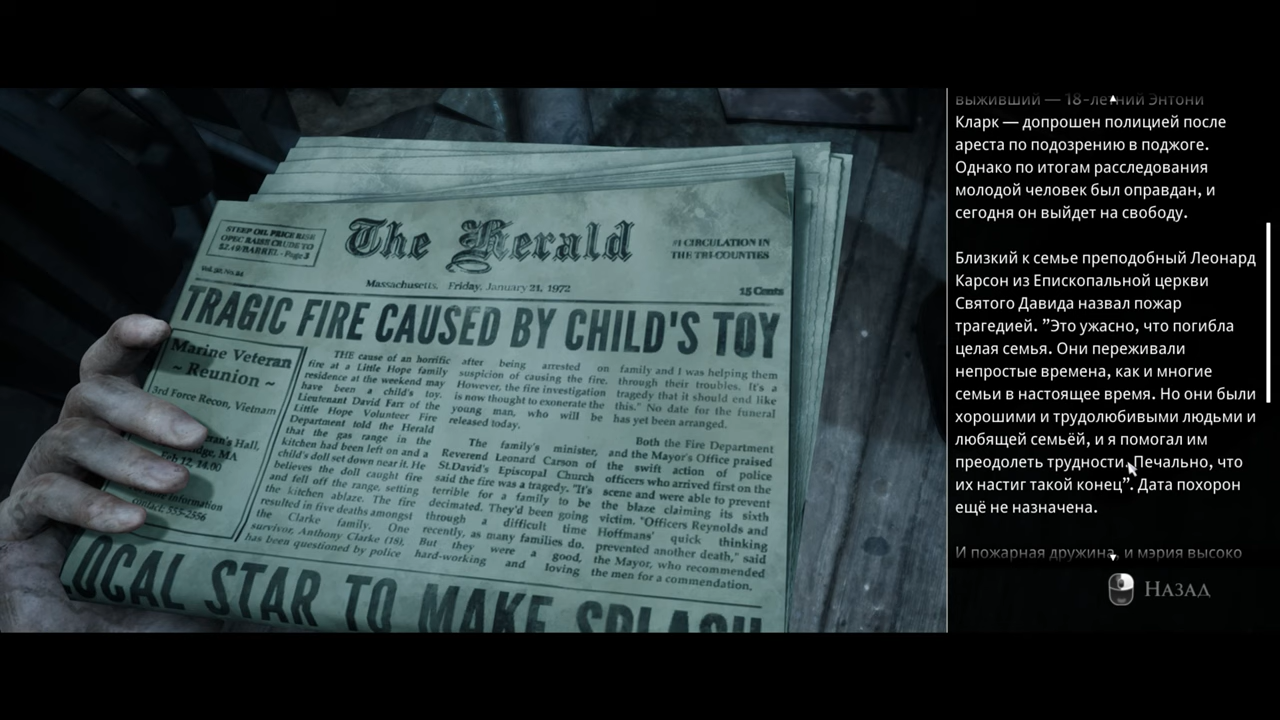 STEEP OIL PRICE RISE
OPEC RAISE CRUDE TO
$2.49/BARREL - Page 3
The Herald
#1 CIRCULATION IN
THE TRI-COUNTIES
Massachusetts. Friday, January 21, 1972
15 Cents
TRAGIC FIRE CAUSED BY CHILD'S TOY
Marine Veteran
~ Reunion ~
3rd Force Recon, Vietnam
ran's Hall,
dge, MA
Feb 12, 14.00
Information
contact: 555-2556
THE cause of an horrific
fire at a Little Hope family
residence at the weekend may
have been a child's toy.
Lieutenant David Farr of the
Little Hope Volunteer Fire
Department told the Herald
that the gas range in the
kitchen had been left on and a
child's doll set down near it. He
believes the doll caught fire
and fell off the range, setting
the kitchen ablaze. The fire
resulted in five deaths amongst
the Clarke family. One
survivor, Anthony Clarke (18),
has been questioned by police
after being arrested on
suspicion of causing the fire.
However, the fire investigation
is now thought to exonerate the
young man, who will be
released today.
The family's minister,
Reverend Leonard Carson of
St.David's Episcopal Church
said the fire was a tragedy. "It's
terrible for a family to be
decimated. They'd been going
through a difficult time
recently, as many families do.
But they were a good,
hard-working and loving
family and I was helping them
through their troubles. It's a
tragedy that it should end like
this." No date for the funeral
has yet been arranged.
Both the Fire Department
and the Mayor's Office praised
the swift action of police
officers who arrived first on the
scene and were able to prevent
the blaze claiming its sixth
victim. "Officers Reynolds and
Hoffmans' quick thinking
prevented another death," said
the Mayor, who recommended
the men for a commendation.
OCAL STAR TO MAKE SPLASH
выживший — 18-летний Энтони
Кларк — допрошен полицией после
ареста по подозрению в поджоге.
Однако по итогам расследования
молодой человек был оправдан, и
сегодня он выйдет на свободу.
Близкий к семье преподобный Леонард
Карсон из Епископальной церкви
Святого Давида назвал пожар
трагедией. ”Это ужасно, что погибла
целая семья. Они переживали
непростые времена, как и многие
семьи в настоящее время. Но они были
хорошими и трудолюбивыми людьми и
любящей семьёй, и я помогал им
преодолеть трудности. Печально, что
их настиг такой конец”. Дата похорон
ещё не назначена.
И пожарная дружина, и мэрия высоко
Назад